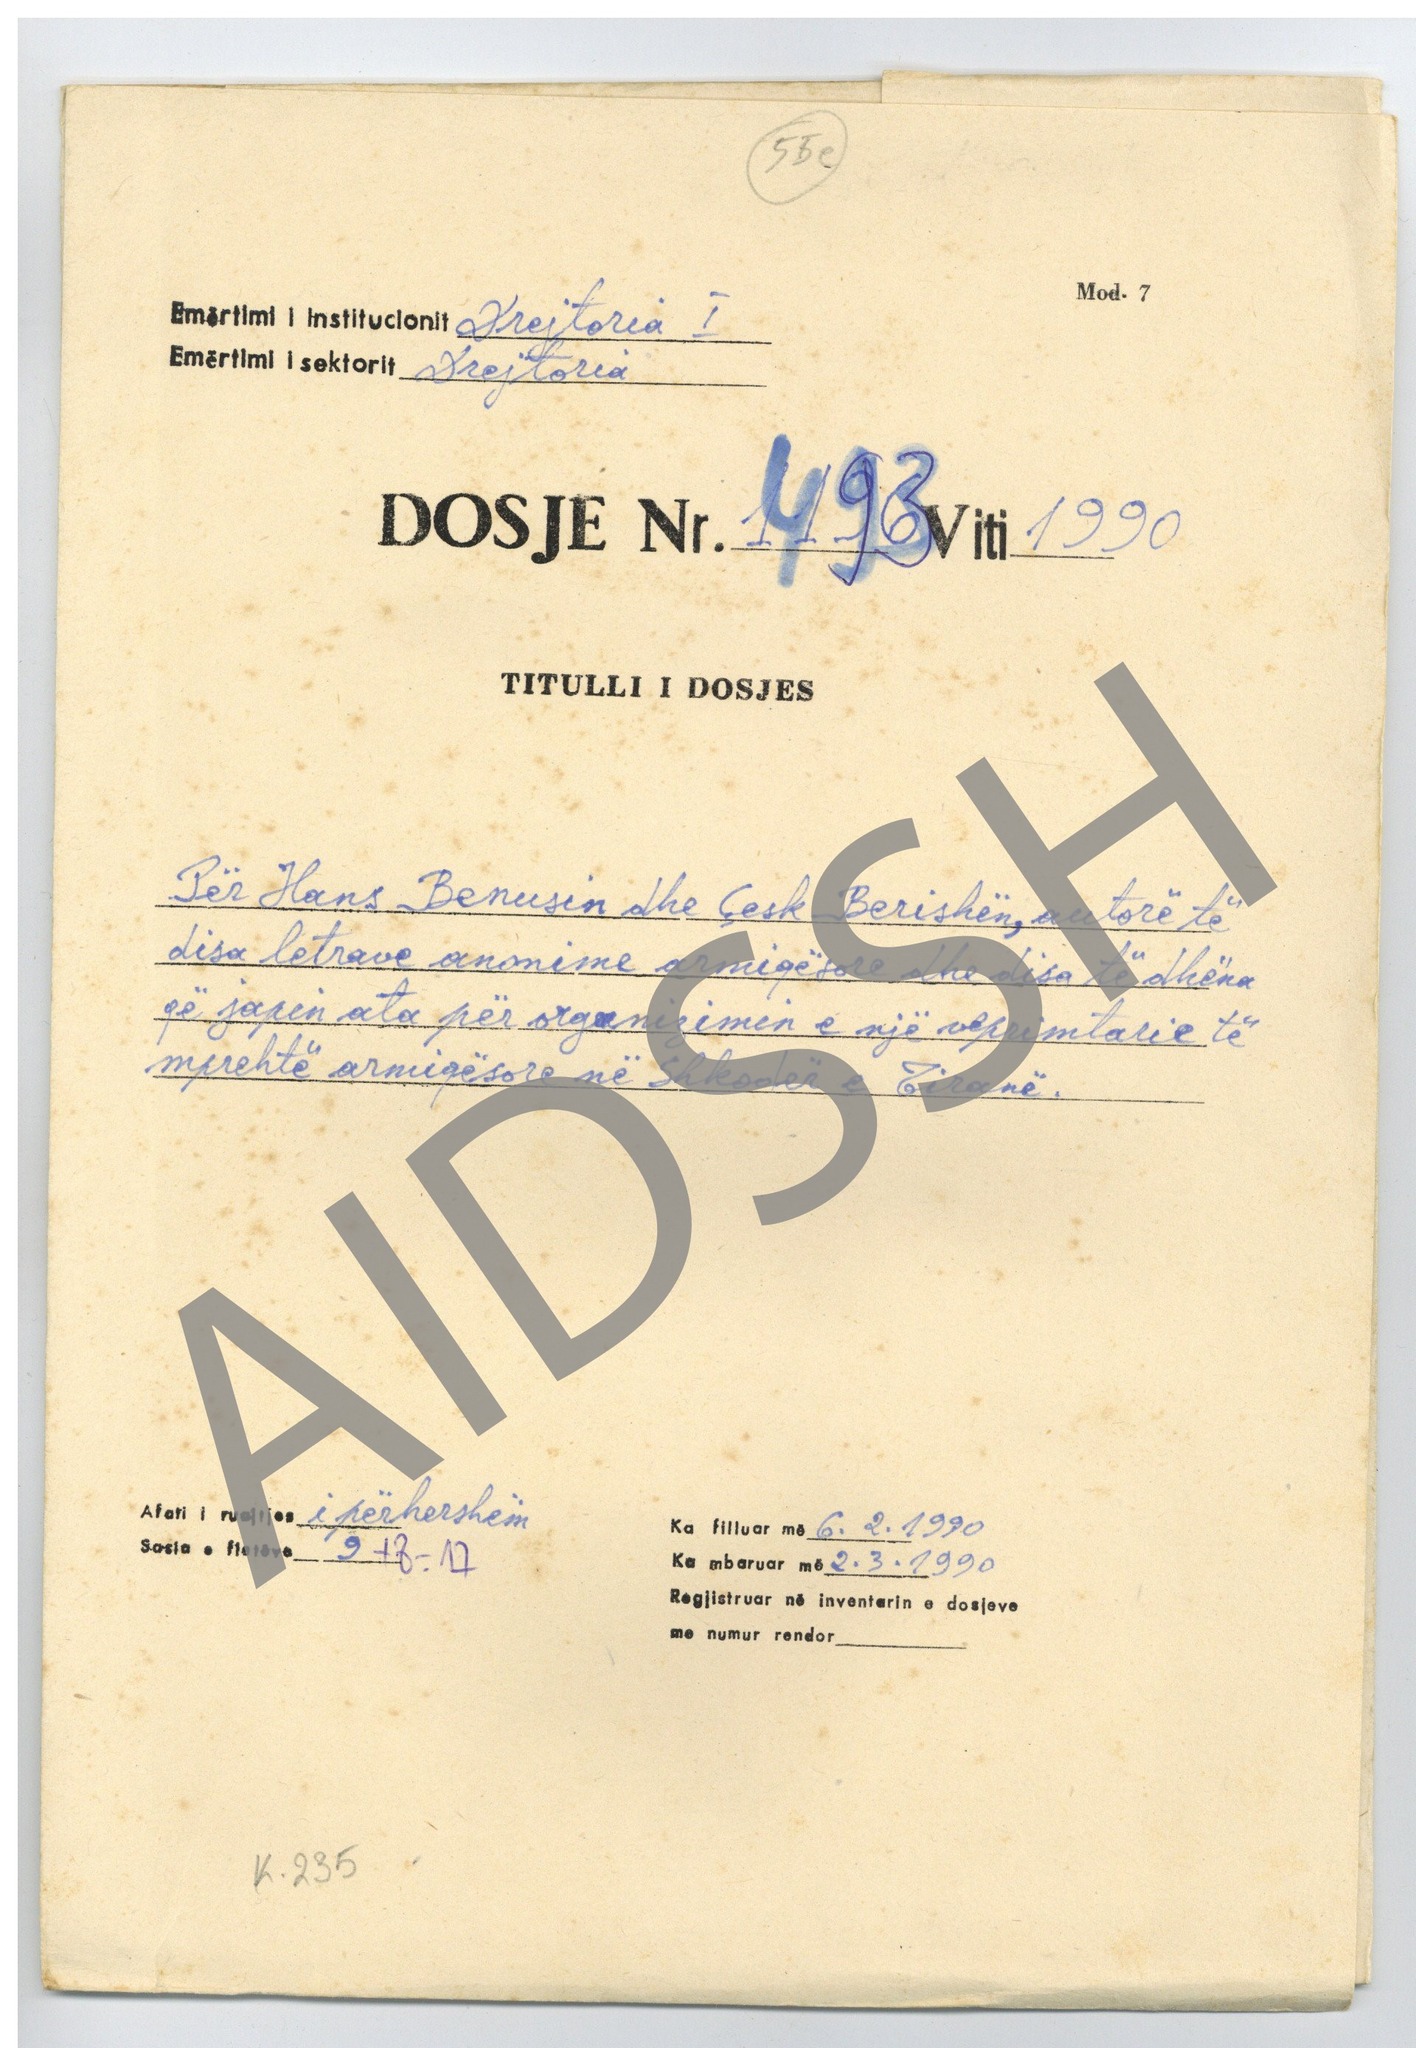 55e
Mod. 7
Emërtimi i institucionit Drejtoria I
Emërtimi i sektorit Drejtoria
DOSJE Nr. 493 Viti 1990
TITULLI I DOSJES
Për Hans Benusin dhe Çesk Berishën, autorë të
disa letrave anonime armiqësore dhe disa të dhëna
që japin ata për organizimin e një veprimtarie të
mprehtë armiqësore në Shkodër e Tiranë.
AIDSSH
Afati i ruajtjes i përhershëm
Sasia e fletëve 9+8=17
Ka filluar më 6.2.1990
Ka mbaruar më 2.3.1990
Regjistruar në inventarin e dosjeve
me numur rendor
K.235